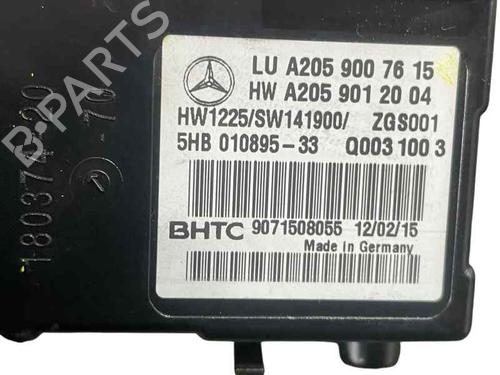 B-PARTS
LU A205 900 76 15
HW A205 901 20 04
HW1225/SW141900/ ZGS001
5HB 010895-33 Q003 100 3
BHTC 9071508055 12/02/15
Made in Germany